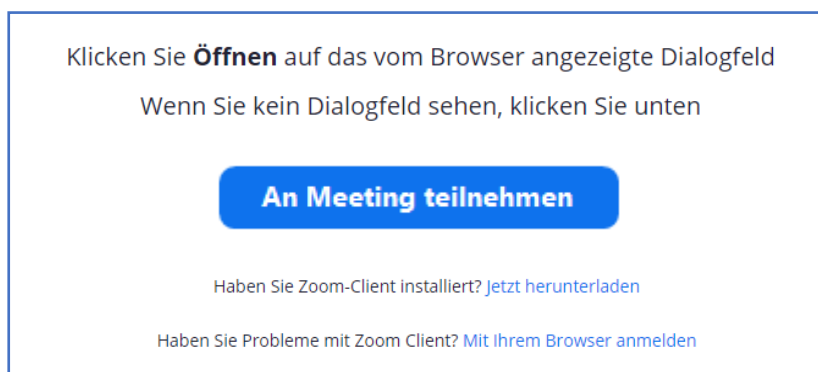 Klicken Sie Öffnen auf das vom Browser angezeigte Dialogfeld
Wenn Sie kein Dialogfeld sehen, klicken Sie unten
An Meeting teilnehmen
Haben Sie Zoom-Client installiert? Jetzt herunterladen
Haben Sie Probleme mit Zoom Client? Mit Ihrem Browser anmelden